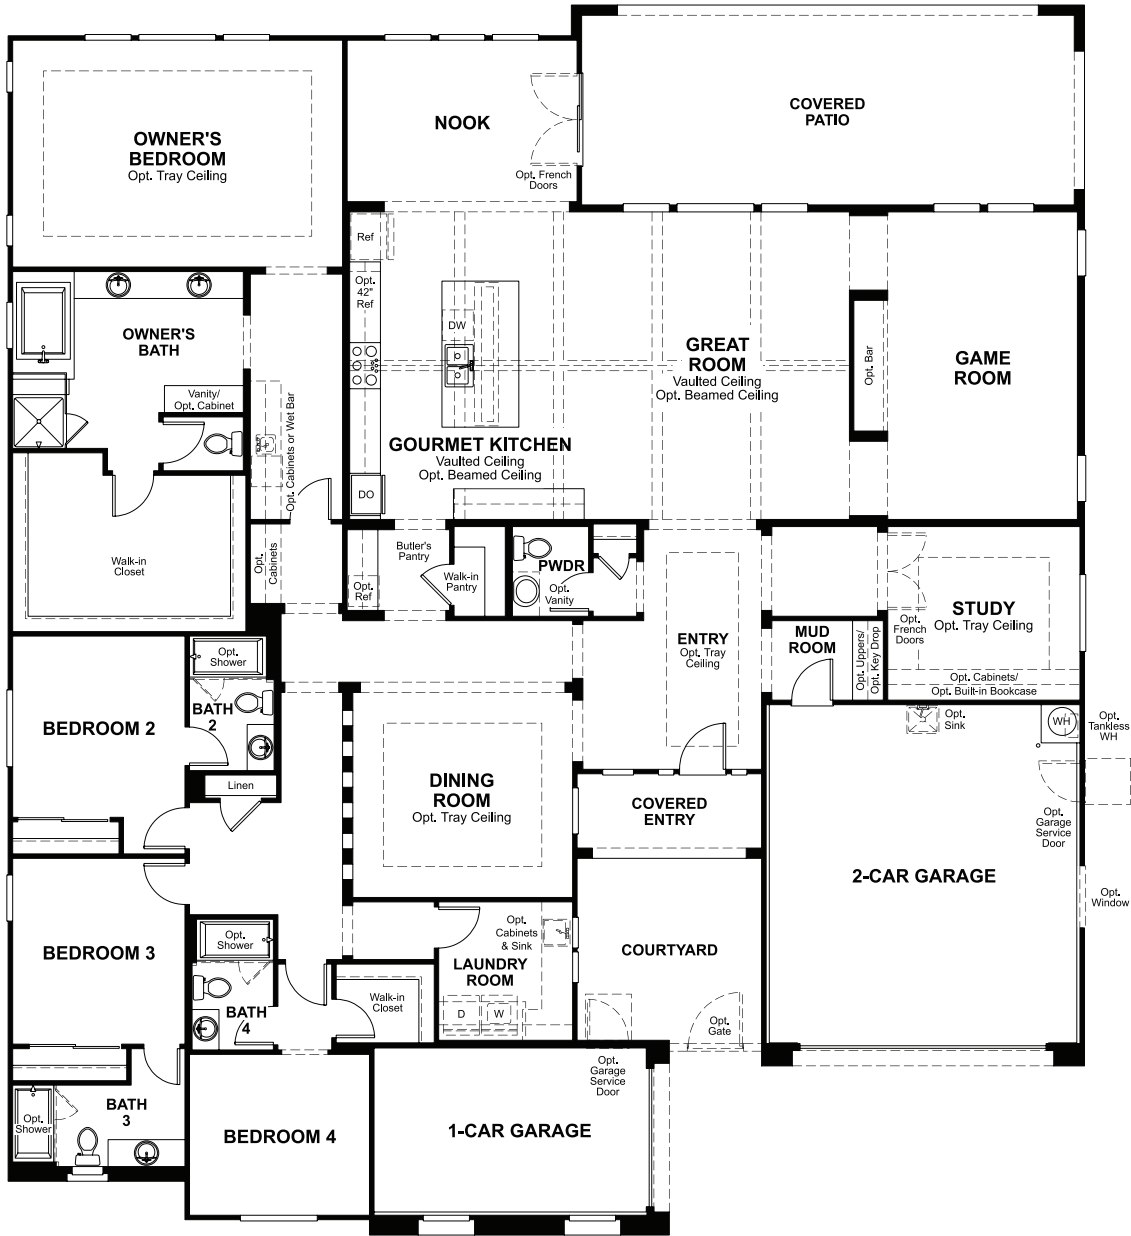 COVERED
PATIO
NOOK
Opt. French
Doors
OWNER'S
BEDROOM
Opt. Tray Ceiling
Ref
Opt.
42"
Ref
DW
OWNER'S
BATH
Vanity/
Opt. Cabinet
Opt. Cabinets or Wet Bar
GREAT
ROOM
Vaulted Ceiling
Opt. Beamed Ceiling
Opt. Bar
GAME
ROOM
GOURMET KITCHEN
Vaulted Ceiling
Opt. Beamed Ceiling
DO
Walk-in
Closet
Opt.
Cabinets
Opt.
Ref
Butler's
Pantry
Walk-in
Pantry
PWDR
Opt.
Vanity
ENTRY
Opt. Tray
Ceiling
MUD
ROOM
Opt. Uppers/
Opt. Key Drop
Opt.
French
Doors
STUDY
Opt. Tray Ceiling
Opt. Cabinets/
Opt. Built-in Bookcase
Opt.
Shower
BATH
2
BEDROOM 2
Linen
DINING
ROOM
Opt. Tray Ceiling
COVERED
ENTRY
Opt.
Sink
WH
Opt.
Tankless
WH
Opt.
Garage
Service
Door
2-CAR GARAGE
Opt.
Window
BEDROOM 3
Opt.
Shower
BATH
4
Walk-in
Closet
Opt.
Cabinets
& Sink
LAUNDRY
ROOM
D
W
COURTYARD
Opt.
Gate
Opt.
Garage
Service
Door
Opt.
Shower
BATH
3
BEDROOM 4
1-CAR GARAGE